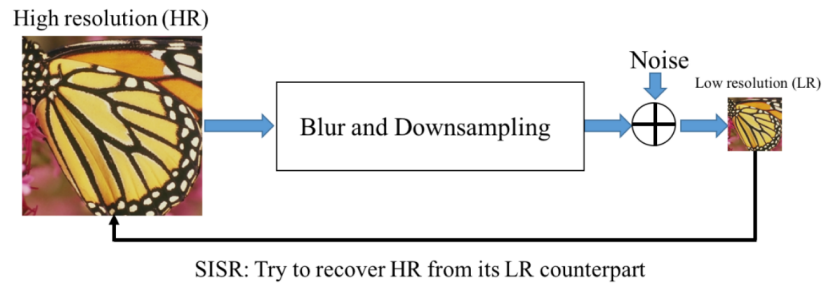 High resolution (HR)
Noise
Low resolution (LR)
Blur and Downsampling
SISR: Try to recover HR from its LR counterpart